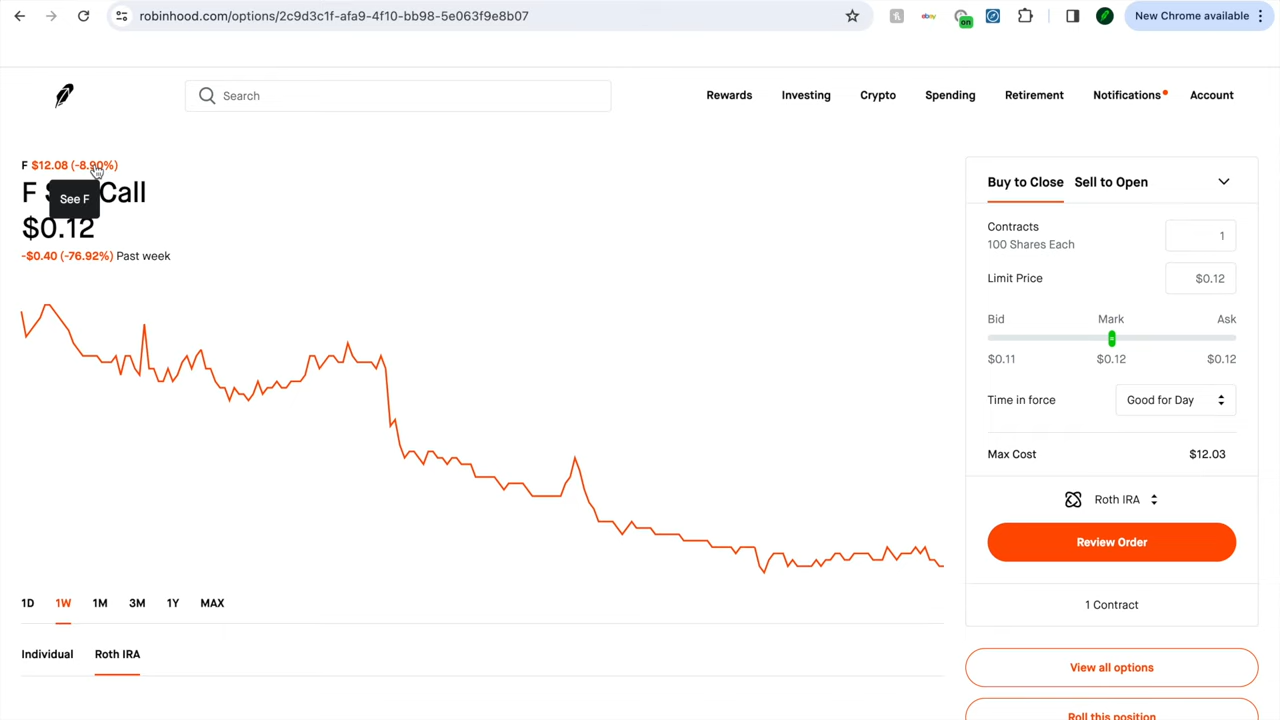 robinhood.com/options/2c9d3c1f-afa9-4f10-bb98-5e063f9e8b07
ebay
on
New Chrome available
Search
Rewards
Investing
Crypto
Spending
Retirement
Notifications
Account
F $12.08 (-8.90%)
F Call
See F
$0.12
-$0.40 (-76.92%) Past week
1D 1W 1M 3M 1Y MAX
Individual Roth IRA
Buy to Close Sell to Open
Contracts 1
100 Shares Each
Limit Price $0.12
Bid Mark Ask
$0.11 $0.12 $0.12
Time in force Good for Day
Max Cost $12.03
Roth IRA
Review Order
1 Contract
View all options
Roll this position